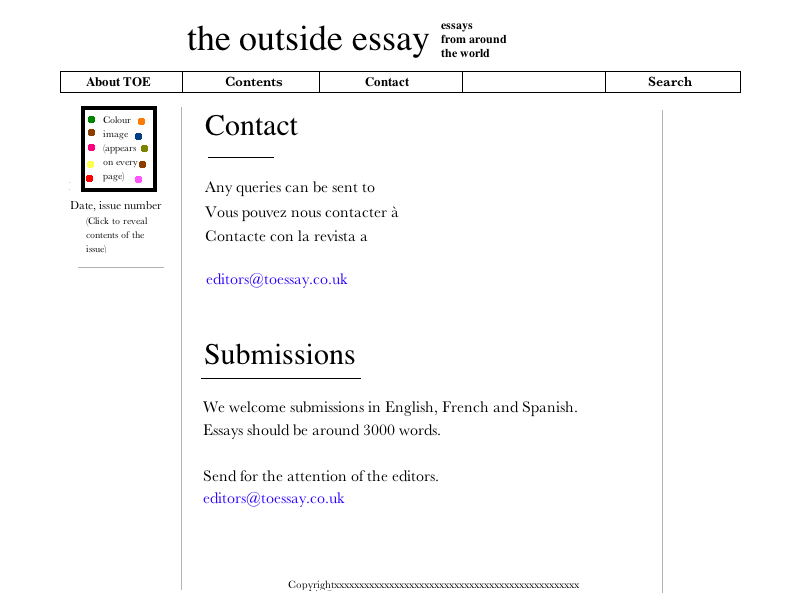 the outside essay
essays
from around
the world
About TOE
Contents
Contact
Search
Colour
image
(appears
on every
page)
Date, issue number
(Click to reveal
contents of the
issue)
Contact
Any queries can be sent to
Vous pouvez nous contacter à
Contacte con la revista a
editors@toessay.co.uk
Submissions
We welcome submissions in English, French and Spanish.
Essays should be around 3000 words.
Send for the attention of the editors.
editors@toessay.co.uk
Copyrightxxxxxxxxxxxxxxxxxxxxxxxxxxxxxxxxxxxxxxxxxxxxxxxxx